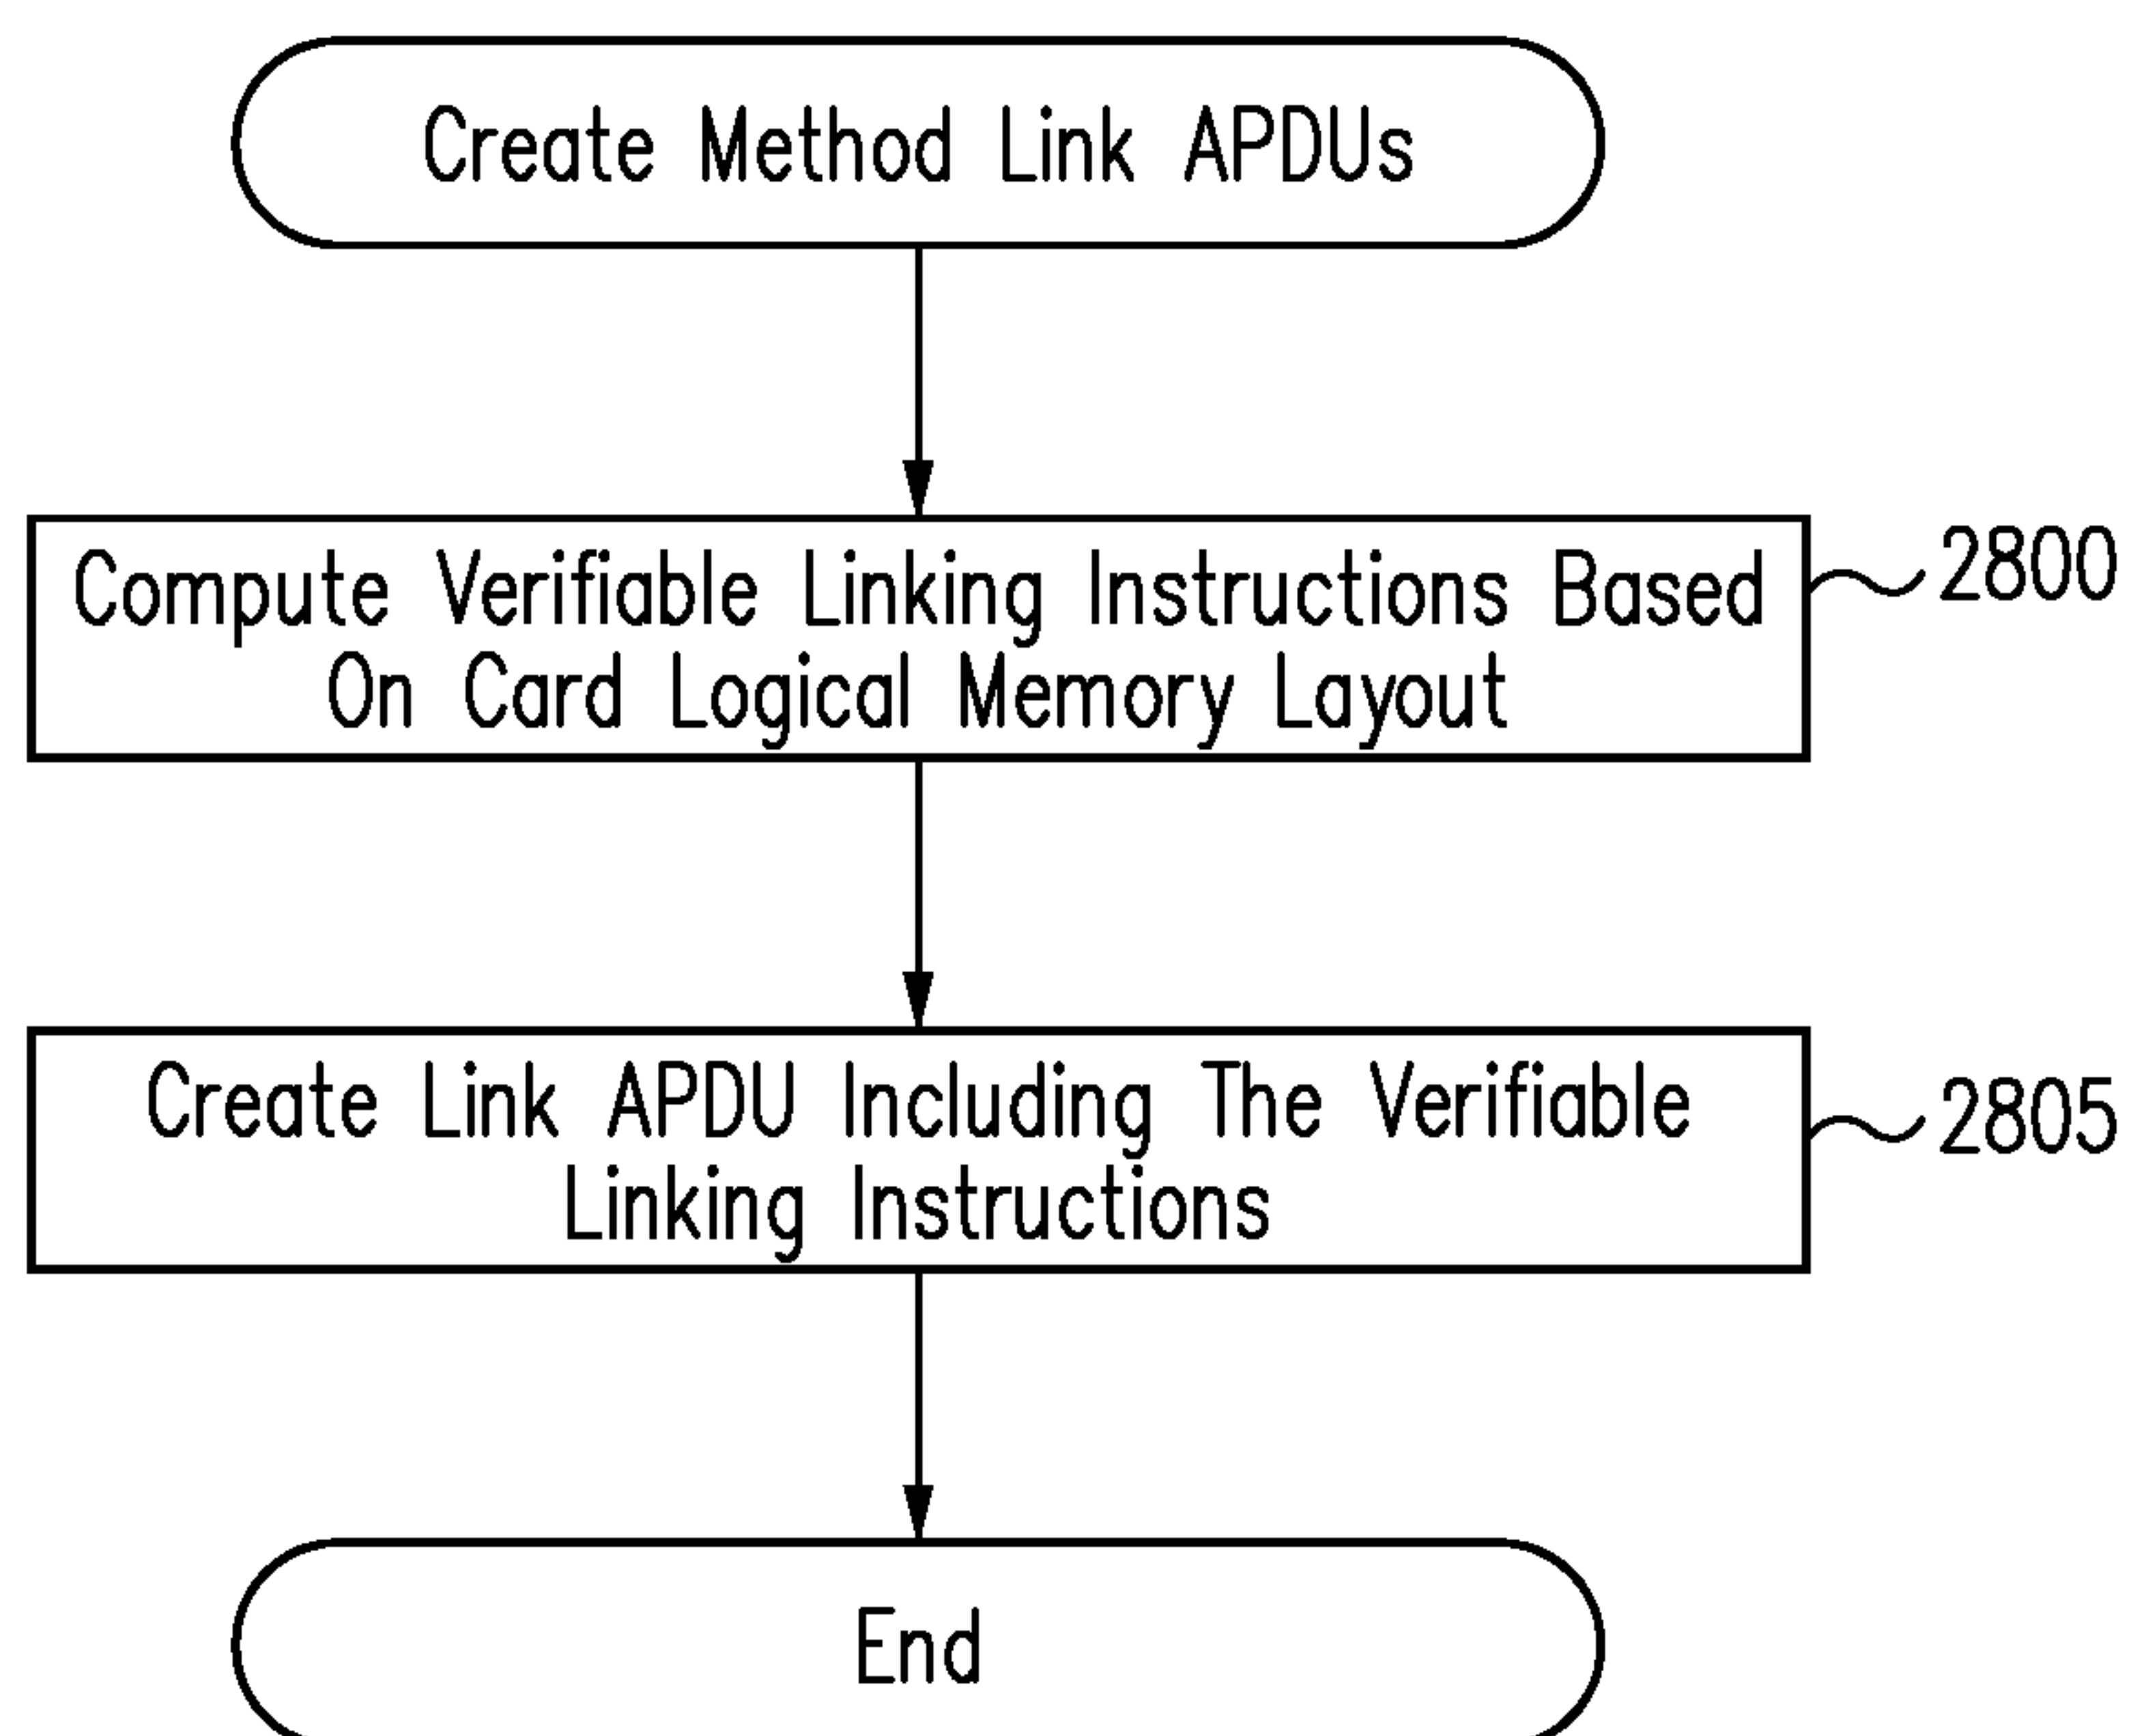 Create Method Link APDUs
Compute Verifiable Linking Instructions Based
On Card Logical Memory Layout
2800
Create Link APDU Including The Verifiable
Linking Instructions
2805
End